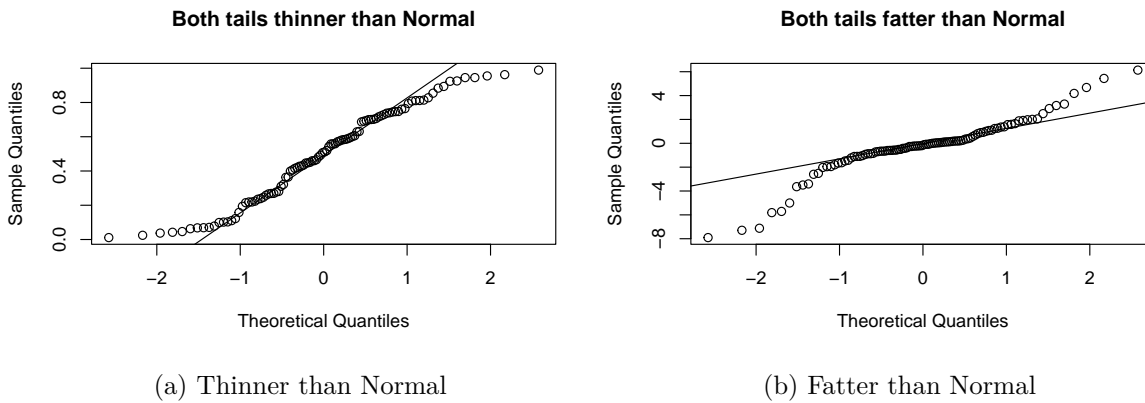 Both tails thinner than Normal
Sample Quantiles
0.8
0.4
0.0
−2
−1
0
1
2
Theoretical Quantiles
(a) Thinner than Normal
Both tails fatter than Normal
Sample Quantiles
4
0
−4
−8
−2
−1
0
1
2
Theoretical Quantiles
(b) Fatter than Normal